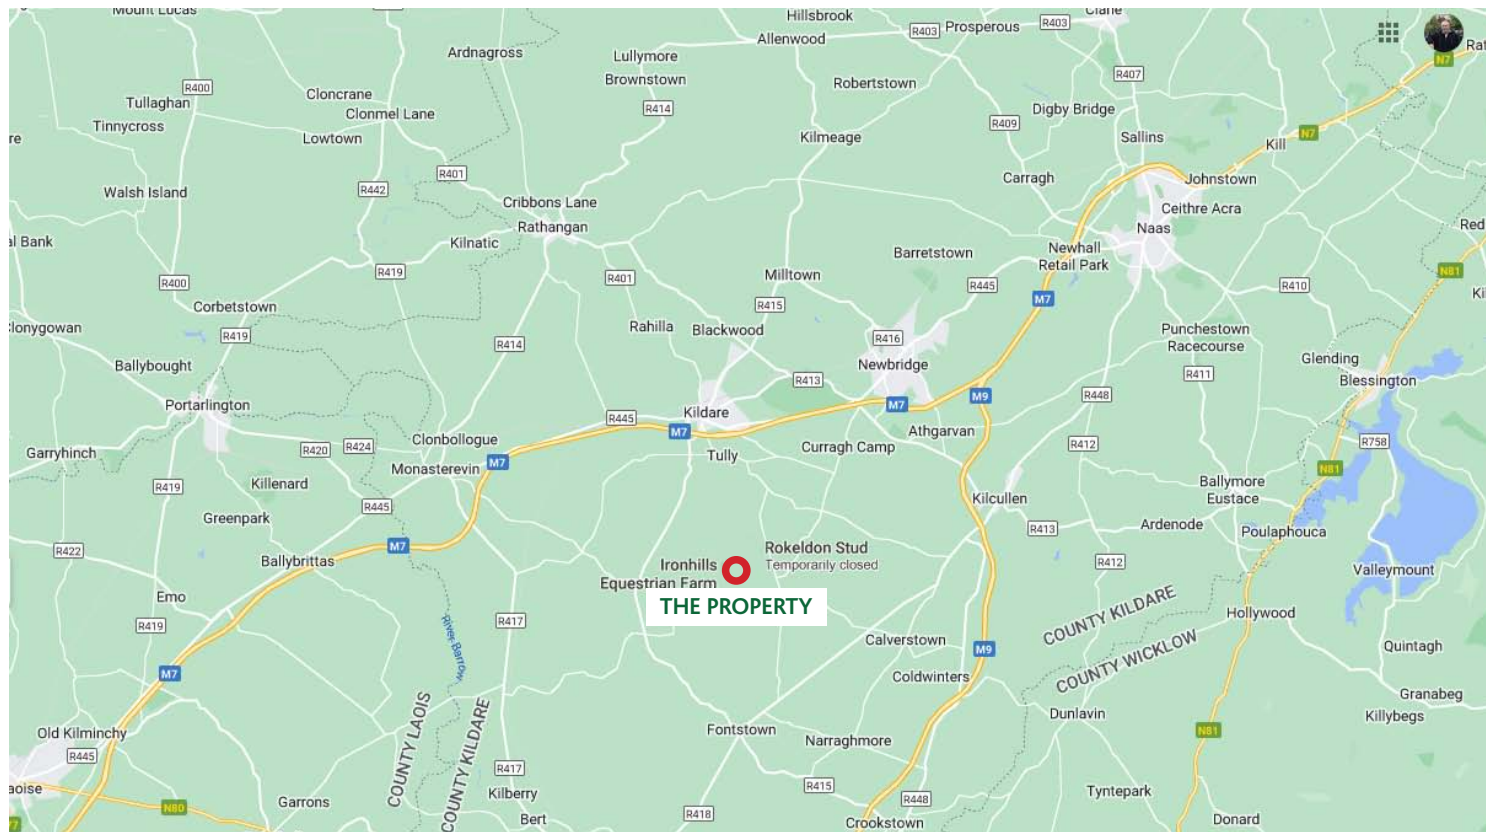 Mount Lucas
Hillsbrook
Clane
R403
Prosperous
R403
Allenwood
Ardnagross
Lullymore
Brownstown
N7
R400
Cloncrane
R414
Robertstown
R407
Tullaghan
Clonmel Lane
R409
Digby Bridge
Tinnycross
Lowtown
Kilmeage
Sallins
N7
Kill
R401
Carragh
Johnstown
Walsh Island
R442
Cribbons Lane
Ceithre Acra
Rathangan
Naas
Kilnatic
Barretstown
Newhall
Retail Park
R419
R401
Milltown
N81
R400
R445
R410
M7
Corbetstown
R415
Rahilla
Blackwood
R419
R414
R416
Punchestown
Racecourse
Clonygowan
Ballybought
Newbridge
Glending
R413
R411
Blessington
Portarlington
Kildare
R445
M7
M7
M9
R448
Athgarvan
Clonbollogue
R420
R424
Curragh Camp
R412
R758
Garryhinch
Tully
Monasterevin
M7
N81
R419
Killenard
Kilcullen
Ballymore
Eustace
R445
Greenpark
R413
Ardenode
Poulaphouca
R422
M7
Rokeldon Stud
Temporarily closed
Ballybrittas
Ironhills
Equestrian Farm
R412
Valleymount
THE PROPERTY
Emo
R419
R417
COUNTY KILDARE
Hollywood
River Barrow
Calverstown
M9
COUNTY WICKLOW
Quintagh
M7
Coldwinters
Granabeg
Dunlavin
Killybegs
COUNTY LAOIS
COUNTY KILDARE
Old Kilminchy
Fontstown
Narraghmore
N81
R445
R417
R415
R448
Tyntepark
Kilberry
N80
Garrons
R418
Bert
Crookstown
Donard